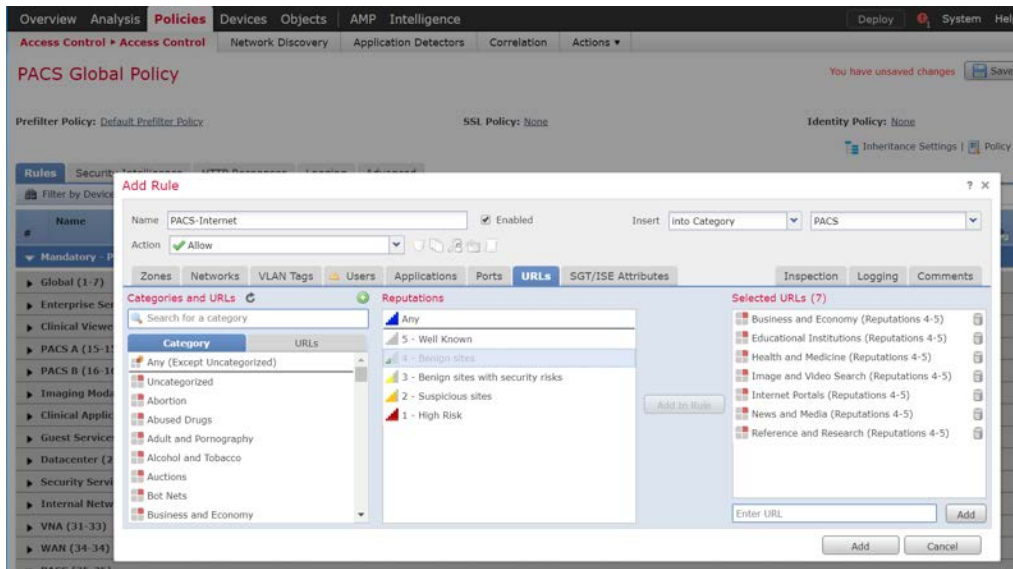 Overview Analysis Policies Devices Objects AMP Intelligence Deploy System Help
Access Control ▸ Access Control Network Discovery Application Detectors Correlation Actions ▾
PACS Global Policy
You have unsaved changes Save
Prefilter Policy: Default Prefilter Policy SSL Policy: None Identity Policy: None
Inheritance Settings | Policy
Rules Security Intelligence HTTP Responses Logging Advanced
Filter by Device
Add Rule ? X
# Name
Name PACS-Internet Enabled Insert into Category PACS
Action Allow
Mandatory - P
Zones Networks VLAN Tags Users Applications Ports URLs SGT/ISE Attributes Inspection Logging Comments
Global (1-7)
Categories and URLs Reputations Selected URLs (7)
Enterprise Ser
Search for a category Any Business and Economy (Reputations 4-5)
Clinical Viewe
5 - Well Known Educational Institutions (Reputations 4-5)
Category URLs
PACS A (15-1
4 - Benign sites Health and Medicine (Reputations 4-5)
Any (Except Uncategorized)
PACS B (16-1
3 - Benign sites with security risks Image and Video Search (Reputations 4-5)
Uncategorized
Imaging Moda
2 - Suspicious sites Internet Portals (Reputations 4-5)
Abortion Add to Rule
Clinical Applic
1 - High Risk News and Media (Reputations 4-5)
Abused Drugs
Guest Service
Adult and Pornography Reference and Research (Reputations 4-5)
Datacenter (2
Alcohol and Tobacco
Security Servi
Auctions
Internal Netw
Bot Nets
VNA (31-33)
Business and Economy Enter URL Add
WAN (34-34)
Add Cancel